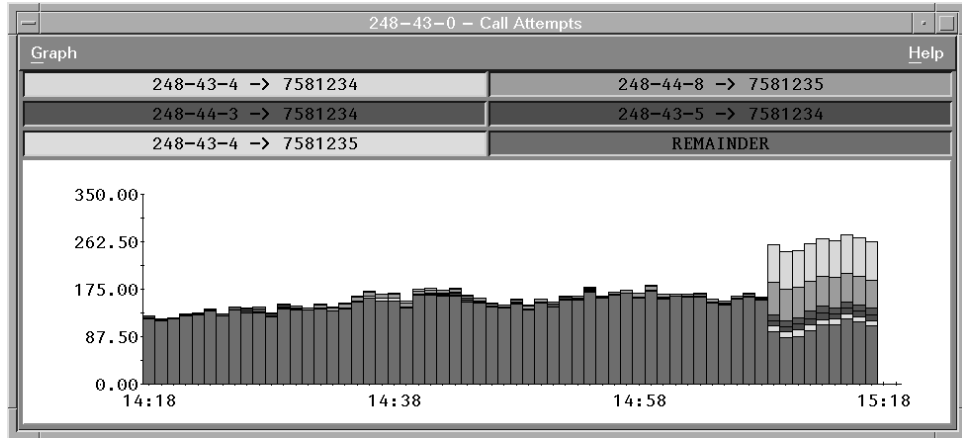 248-43-0 – Call Attempts
Graph Help
248-43-4 -> 7581234 248-44-8 -> 7581235
248-44-3 -> 7581234 248-43-5 -> 7581234
248-43-4 -> 7581235 REMAINDER
350.00
262.50
175.00
87.50
0.00
14:18 14:38 14:58 15:18